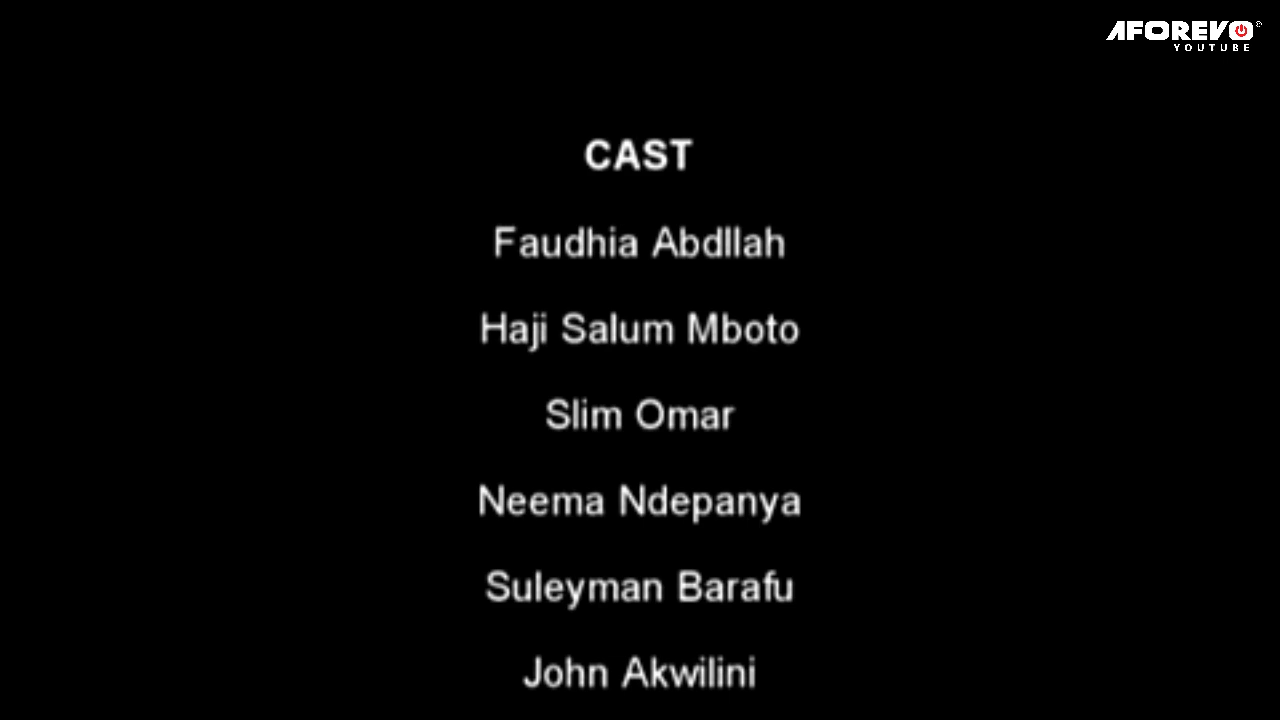 AFOREVO
YOUTUBE
CAST
Faudhia Abdllah
Haji Salum Mboto
Slim Omar
Neema Ndepanya
Suleyman Barafu
John Akwilini